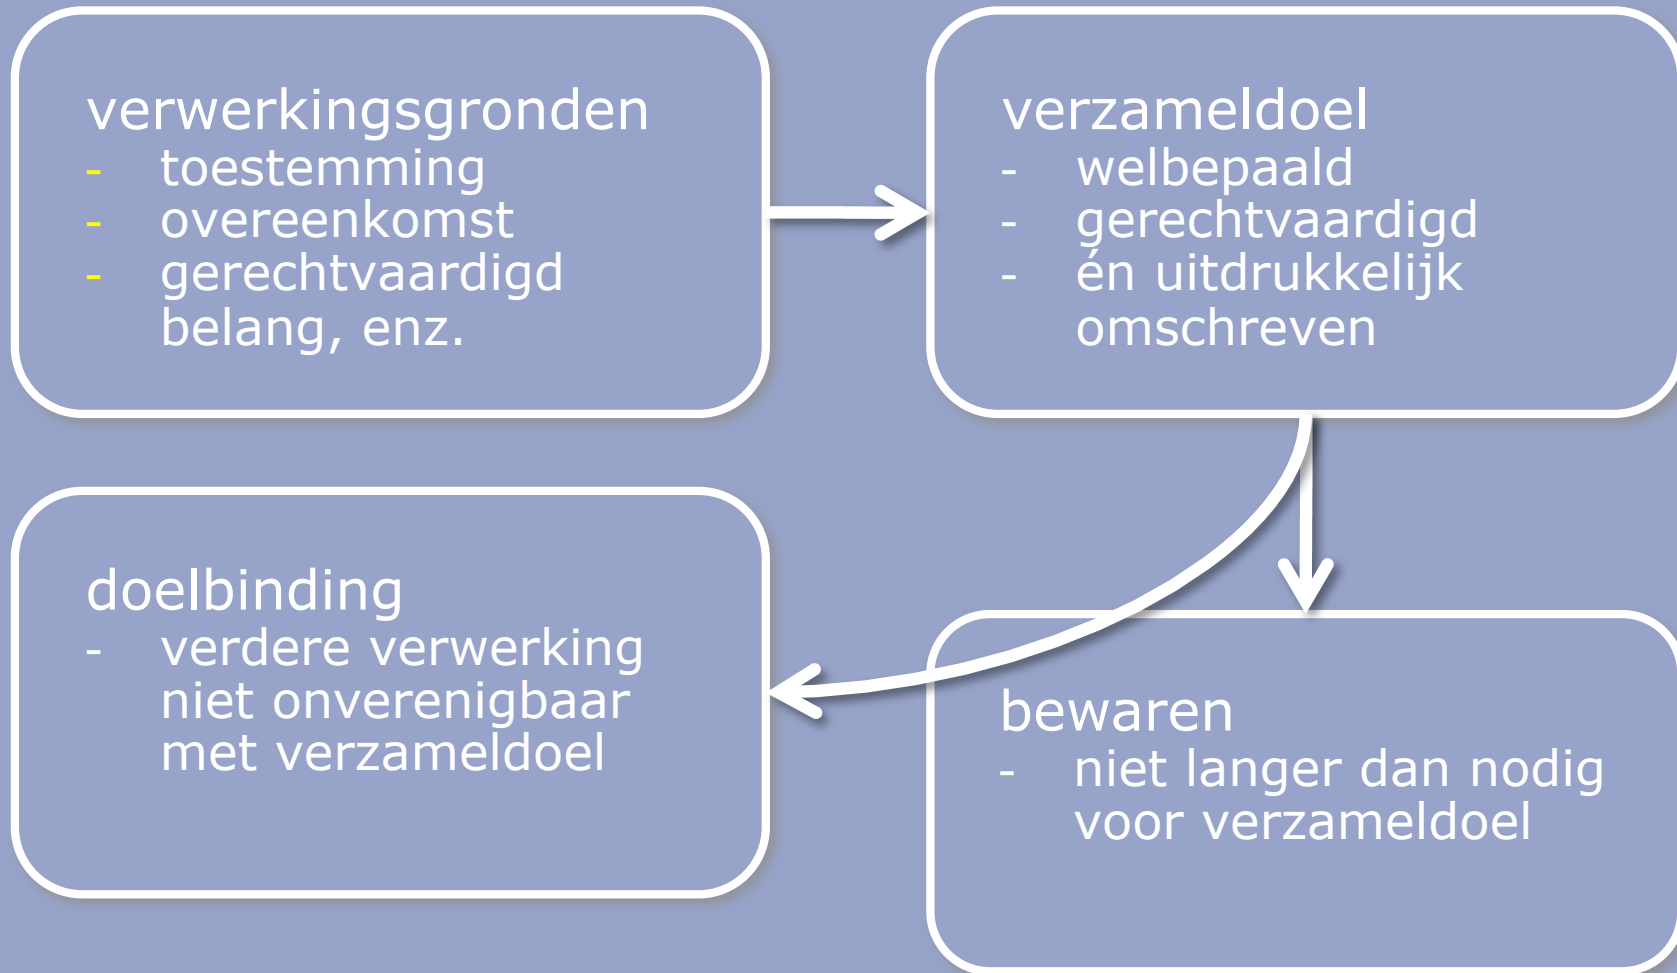 verwerkingsgronden
- toestemming
- overeenkomst
- gerechtvaardigd
belang, enz.
verzameldoel
- welbepaald
- gerechtvaardigd
- én uitdrukkelijk
omschreven
doelbinding
- verdere verwerking
niet onverenigbaar
met verzameldoel
bewaren
- niet langer dan nodig
voor verzameldoel